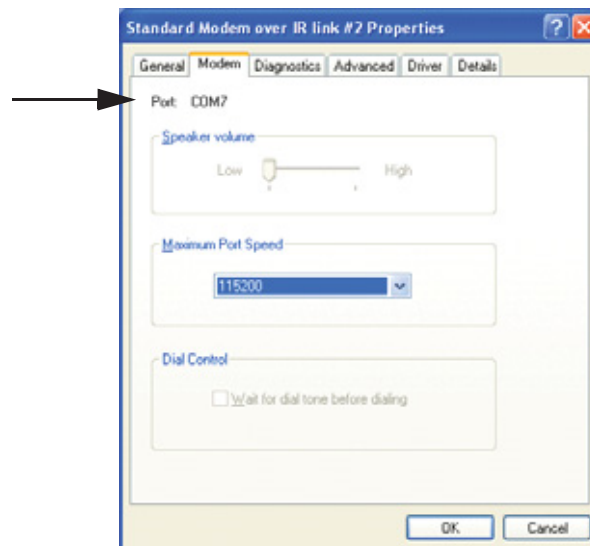 Standard Modem over IR link #2 Properties
General Modem Diagnostics Advanced Driver Details
Port: COM7
Speaker volume
Low High
Maximum Port Speed
115200
Dial Control
Wait for dial tone before dialing
OK Cancel